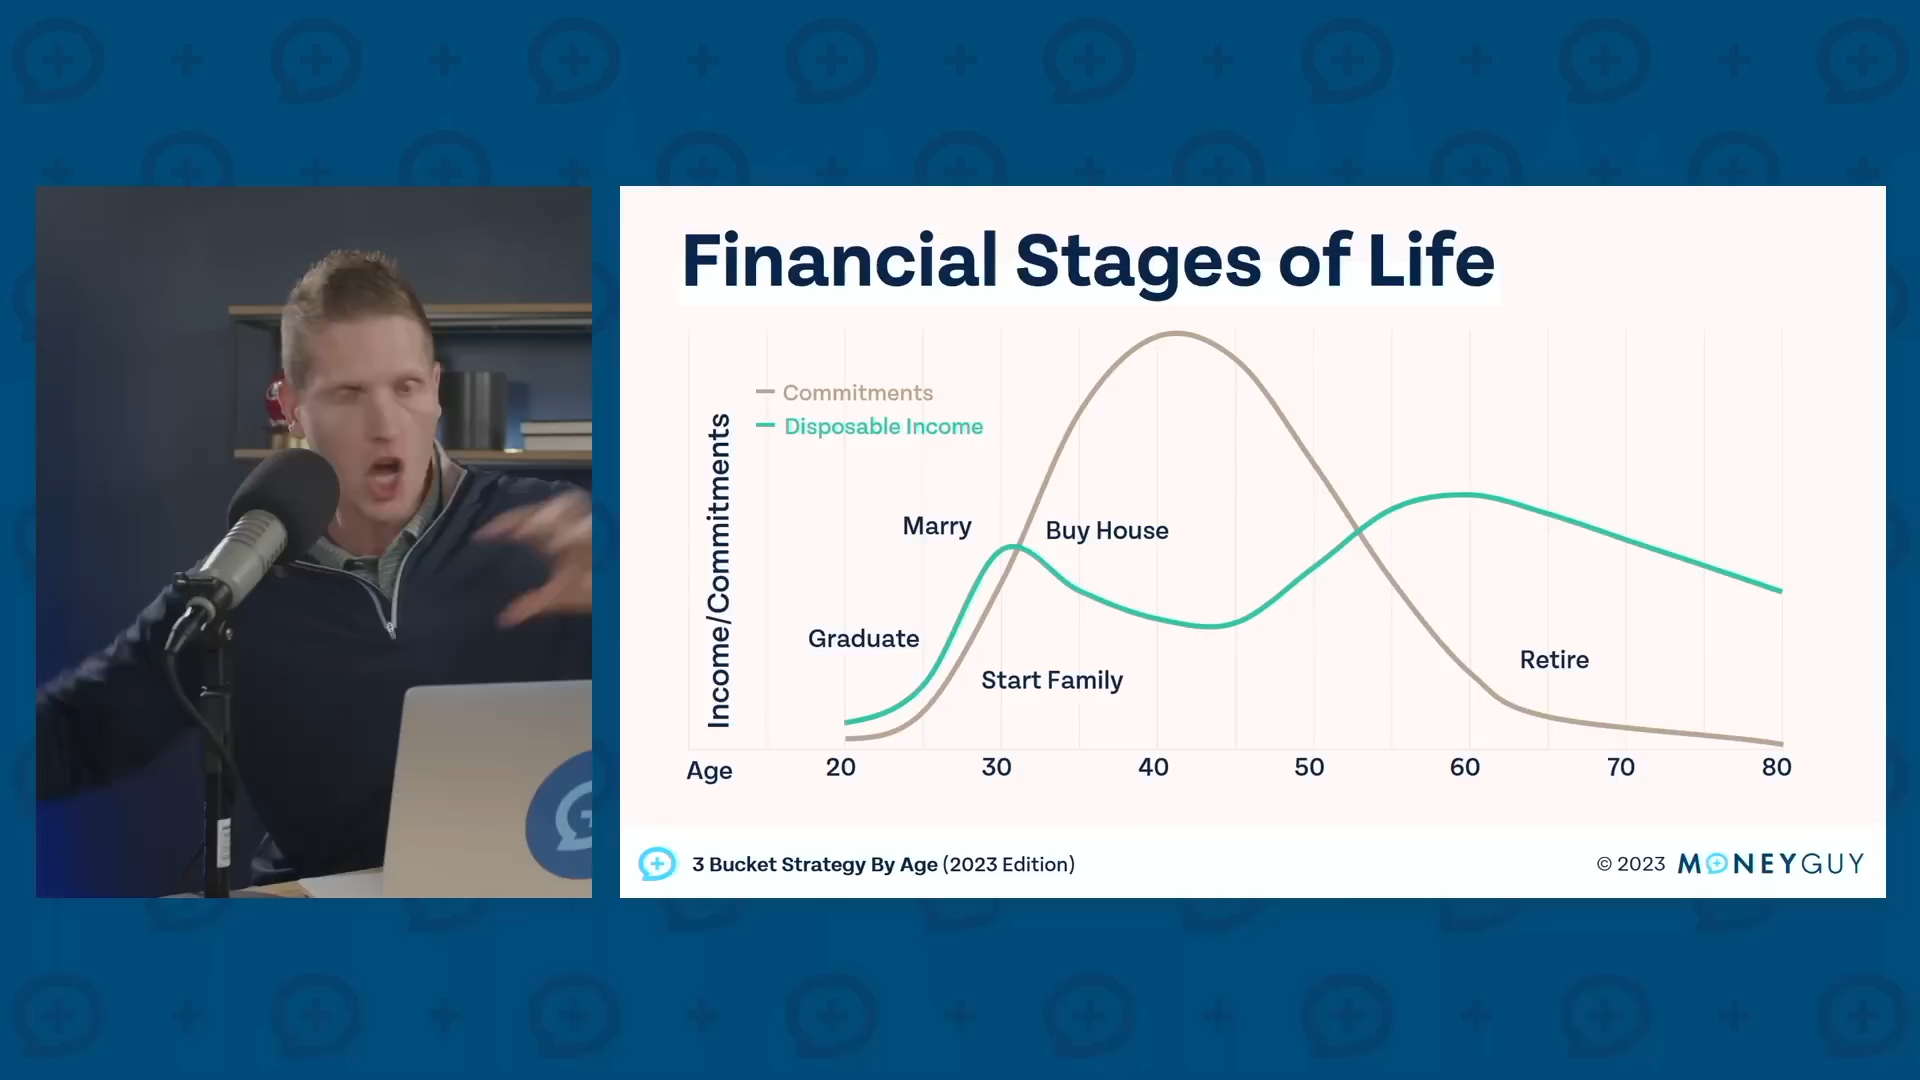 Financial Stages of Life
Commitments
Disposable Income
Income/Commitments
Marry
Buy House
Graduate
Start Family
Retire
Age 20 30 40 50 60 70 80
3 Bucket Strategy By Age (2023 Edition)
© 2023 MONEYGUY